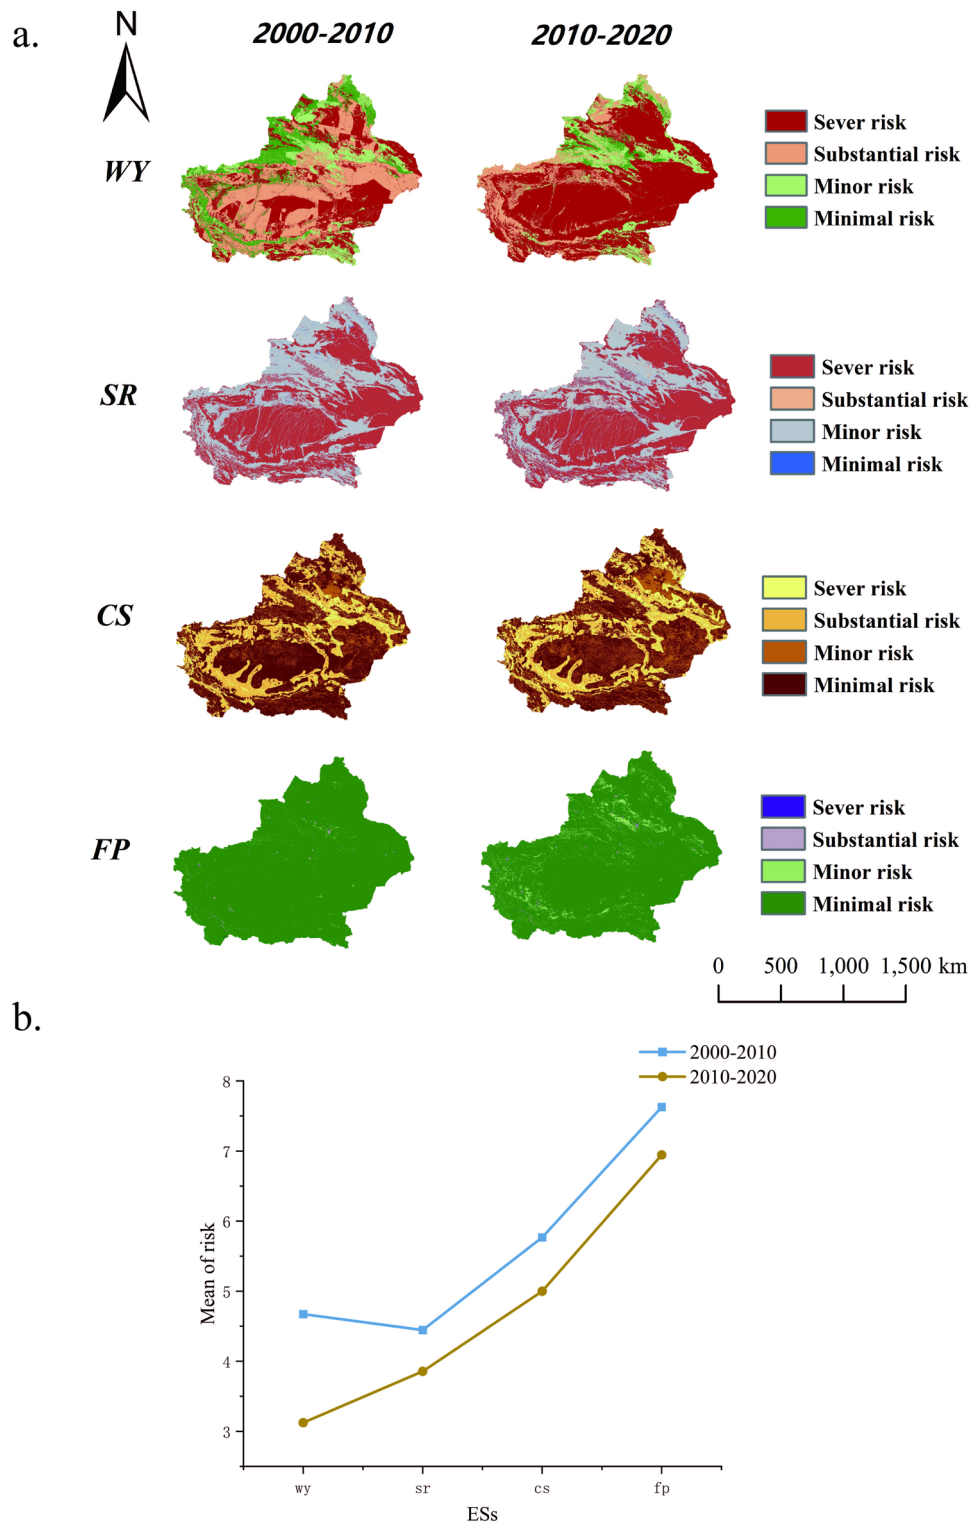 a.
N
2000-2010
2010-2020
WY
Sever risk
Substantial risk
Minor risk
Minimal risk
SR
Sever risk
Substantial risk
Minor risk
Minimal risk
CS
Sever risk
Substantial risk
Minor risk
Minimal risk
FP
Sever risk
Substantial risk
Minor risk
Minimal risk
0 500 1,000 1,500 km
b.
2000-2010
2010-2020
8
7
6
5
4
3
Mean of risk
wy sr cs fp
ESs